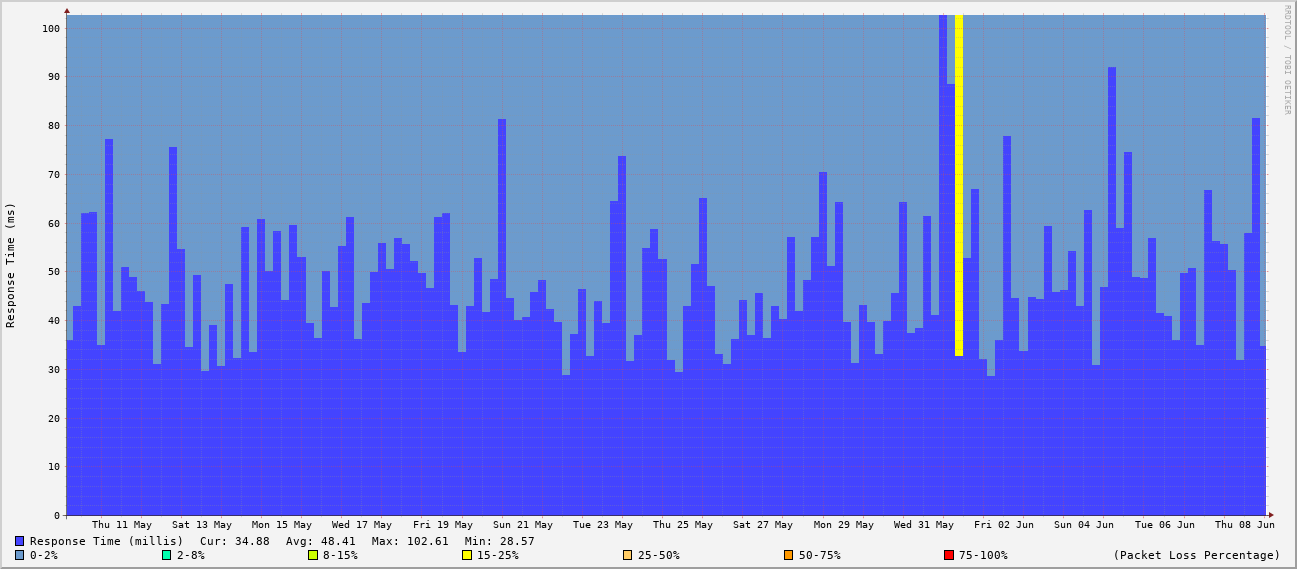 RRDTOOL / TOBI OETIKER
Response Time (ms)
100
90
80
70
60
50
40
30
20
10
0
Thu 11 May Sat 13 May Mon 15 May Wed 17 May Fri 19 May Sun 21 May Tue 23 May Thu 25 May Sat 27 May Mon 29 May Wed 31 May Fri 02 Jun Sun 04 Jun Tue 06 Jun Thu 08 Jun
Response Time (millis) Cur: 34.88 Avg: 48.41 Max: 102.61 Min: 28.57
0-2% 2-8% 8-15% 15-25% 25-50% 50-75% 75-100% (Packet Loss Percentage)